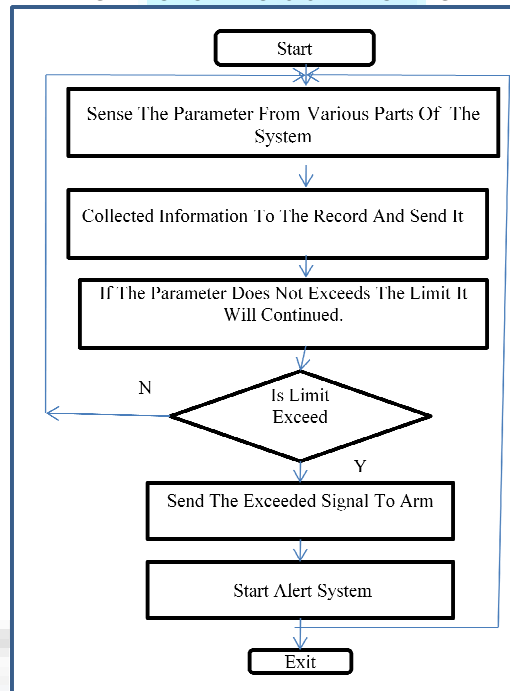 Start
Sense The Parameter From Various Parts Of The
System
Collected Information To The Record And Send It
If The Parameter Does Not Exceeds The Limit It
Will Continued.
N
Is Limit
Exceed
Y
Send The Exceeded Signal To Arm
Start Alert System
Exit